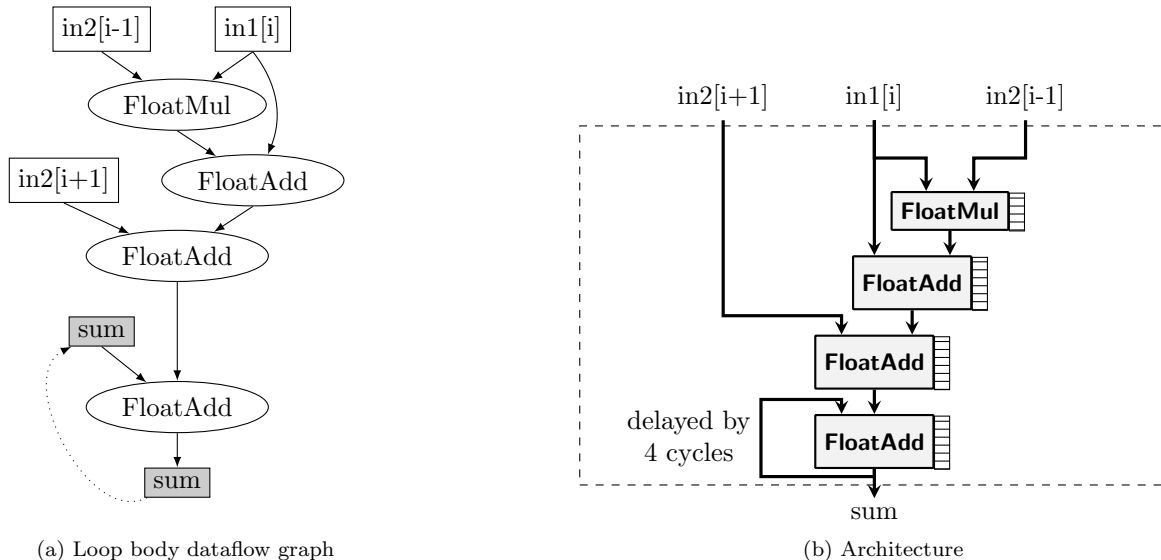 in2[i-1]
in1[i]
FloatMul
FloatAdd
in2[i+1]
FloatAdd
sum
FloatAdd
sum
(a) Loop body dataflow graph
in2[i+1]
in1[i]
in2[i-1]
FloatMul
FloatAdd
FloatAdd
delayed by
4 cycles
FloatAdd
sum
(b) Architecture